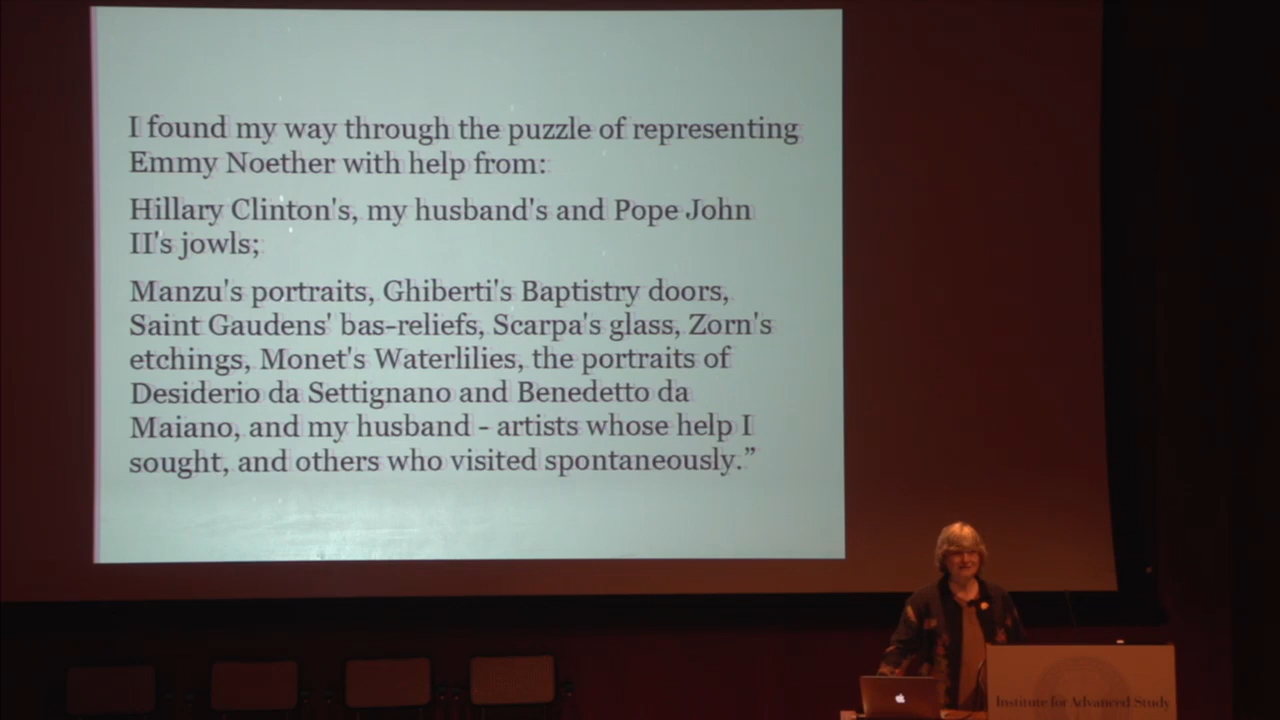 I found my way through the puzzle of representing
Emmy Noether with help from:
Hillary Clinton's, my husband's and Pope John
II's jowls;
Manzu's portraits, Ghiberti's Baptistry doors,
Saint Gaudens' bas-reliefs, Scarpa's glass, Zorn's
etchings, Monet's Waterlilies, the portraits of
Desiderio da Settignano and Benedetto da
Maiano, and my husband - artists whose help I
sought, and others who visited spontaneously.”
Institute for Advanced Study